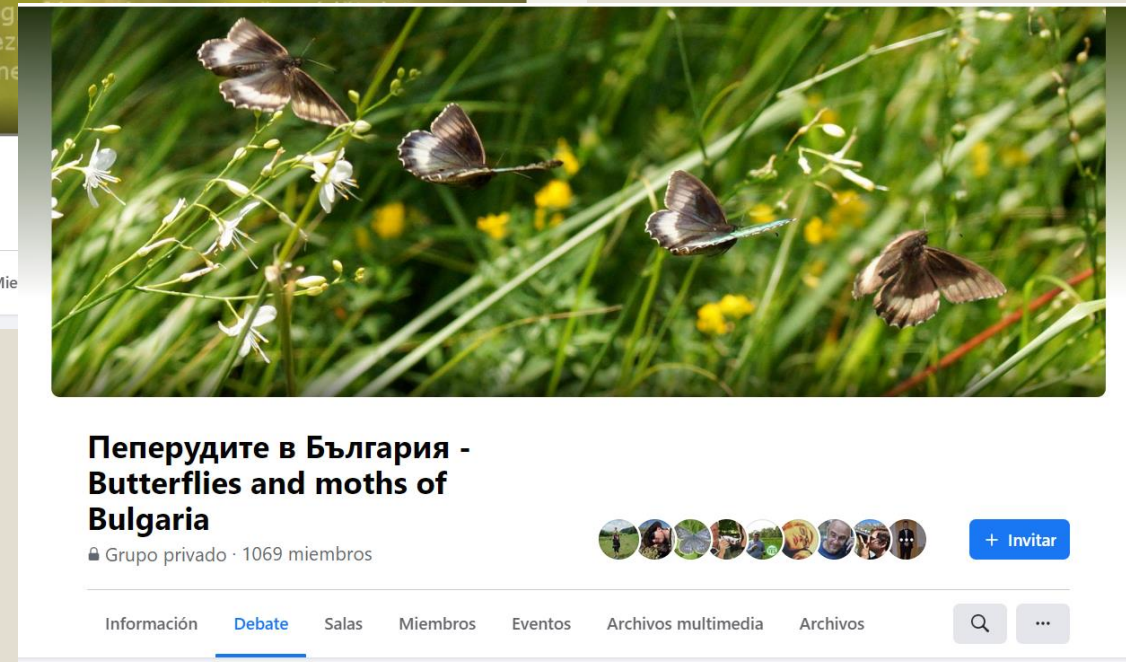 Пеперудите в България -
Butterflies and moths of
Bulgaria
Grupo privado · 1069 miembros
+ Invitar
Información Debate Salas Miembros Eventos Archivos multimedia Archivos